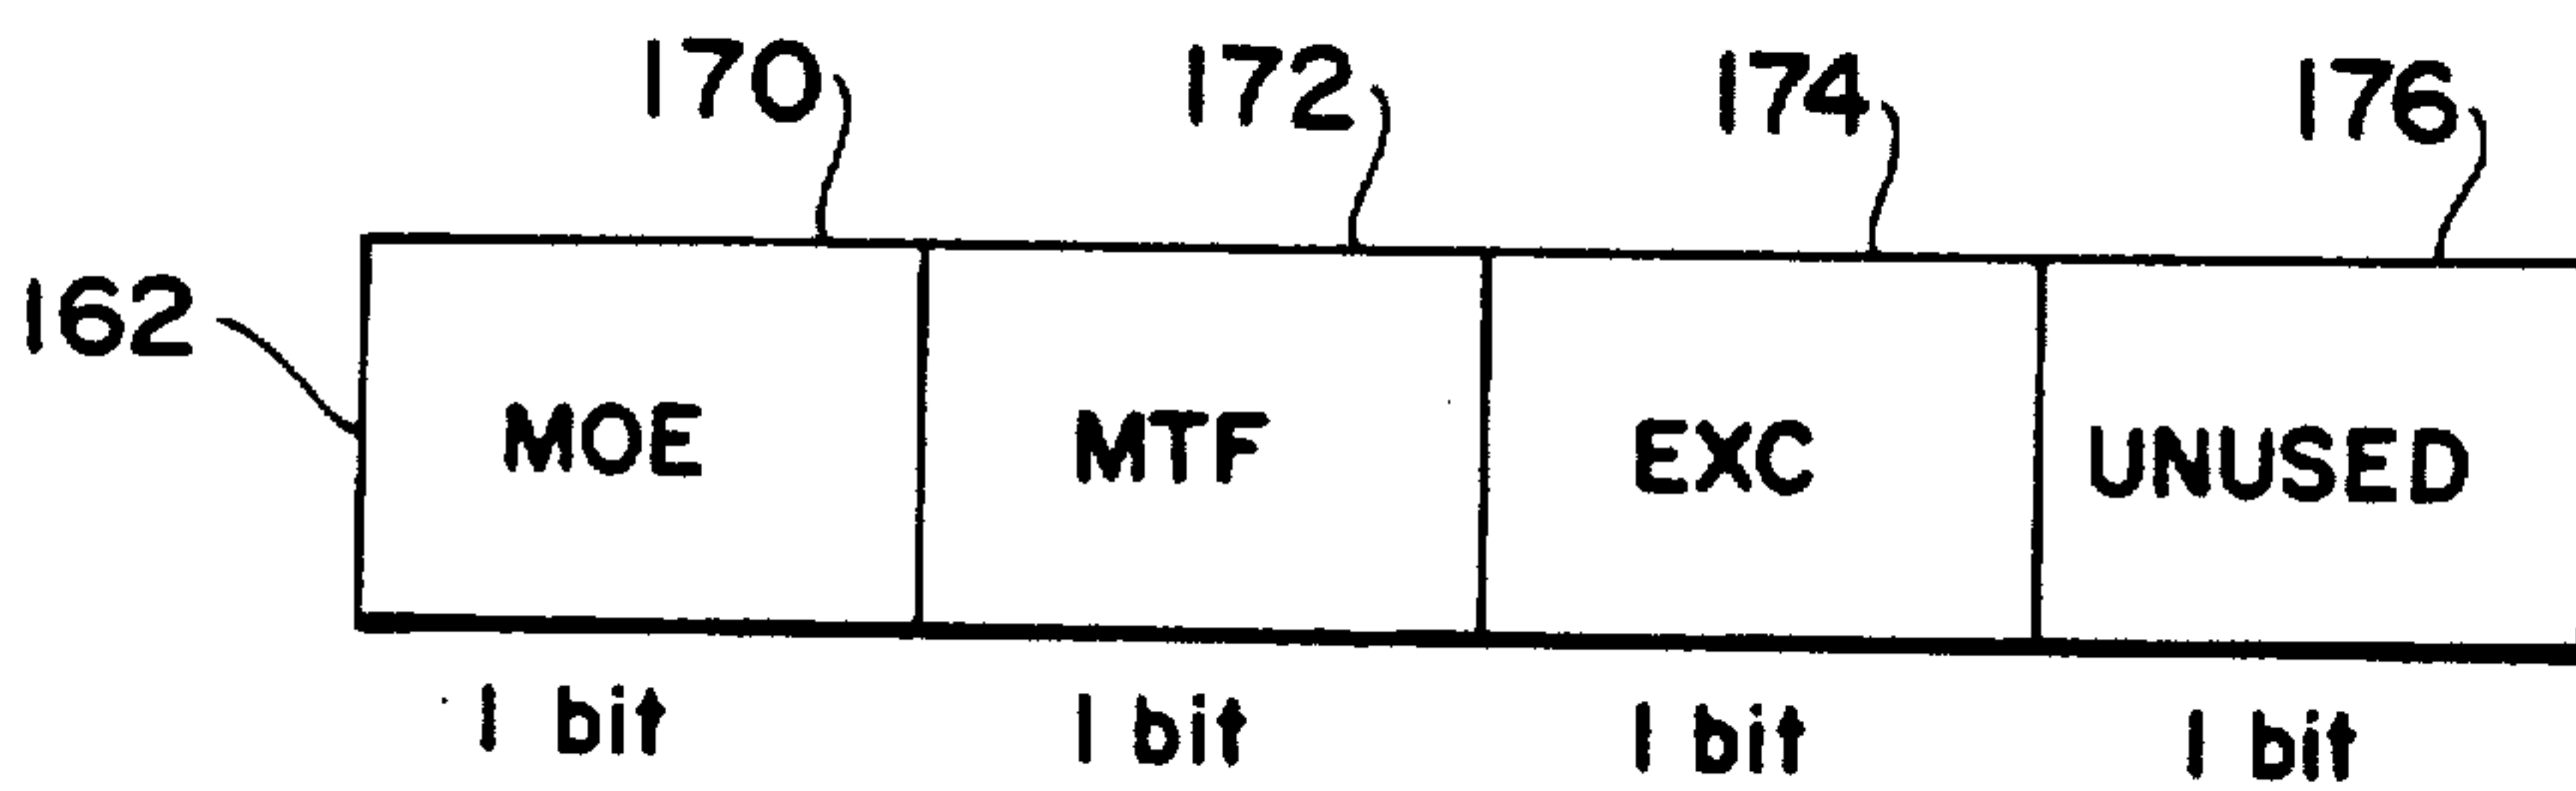 170 172 174 176
162
MOE MTF EXC UNUSED
1 bit 1 bit 1 bit 1 bit